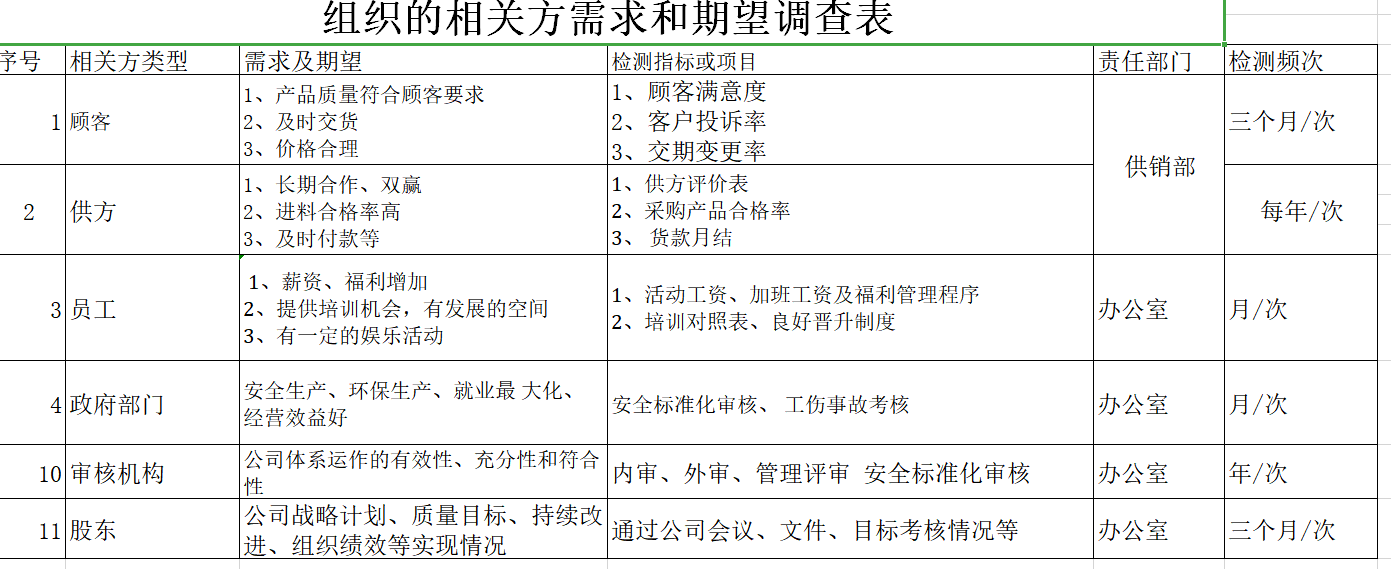 组织的相关方需求和期望调查表
序号 相关方类型 需求及期望 检测指标或项目 责任部门 检测频次
1 顾客
1、产品质量符合顾客要求
2、及时交货
3、价格合理
1、顾客满意度
2、客户投诉率
3、交期变更率
供销部
三个月/次
2 供方
1、长期合作、双赢
2、进料合格率高
3、及时付款等
1、供方评价表
2、采购产品合格率
3、 货款月结
每年/次
3 员工
1、薪资、福利增加
2、提供培训机会，有发展的空间
3、有一定的娱乐活动
1、活动工资、加班工资及福利管理程序
2、培训对照表、良好晋升制度
办公室
月/次
4 政府部门
安全生产、环保生产、就业最 大化、
经营效益好
安全标准化审核、 工伤事故考核
办公室
月/次
10 审核机构
公司体系运作的有效性、充分性和符合
性
内审、外审、管理评审 安全标准化审核
办公室
年/次
11 股东
公司战略计划、质量目标、持续改
进、组织绩效等实现情况
通过公司会议、文件、目标考核情况等
办公室
三个月/次